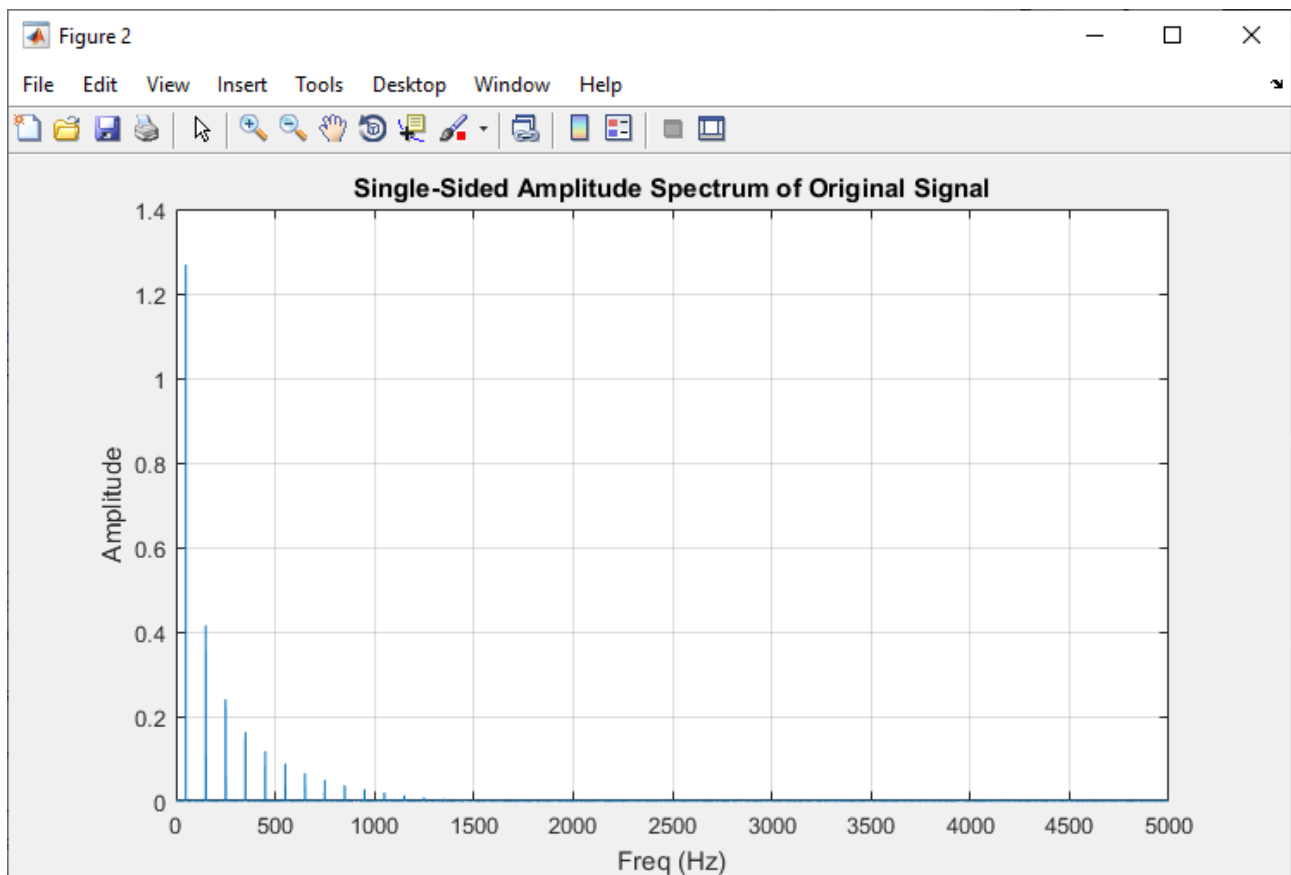 Figure 2
File Edit View Insert Tools Desktop Window Help
Single-Sided Amplitude Spectrum of Original Signal
1.4
1.2
1
0.8
0.6
0.4
0.2
0
Amplitude
0 500 1000 1500 2000 2500 3000 3500 4000 4500 5000
Freq (Hz)